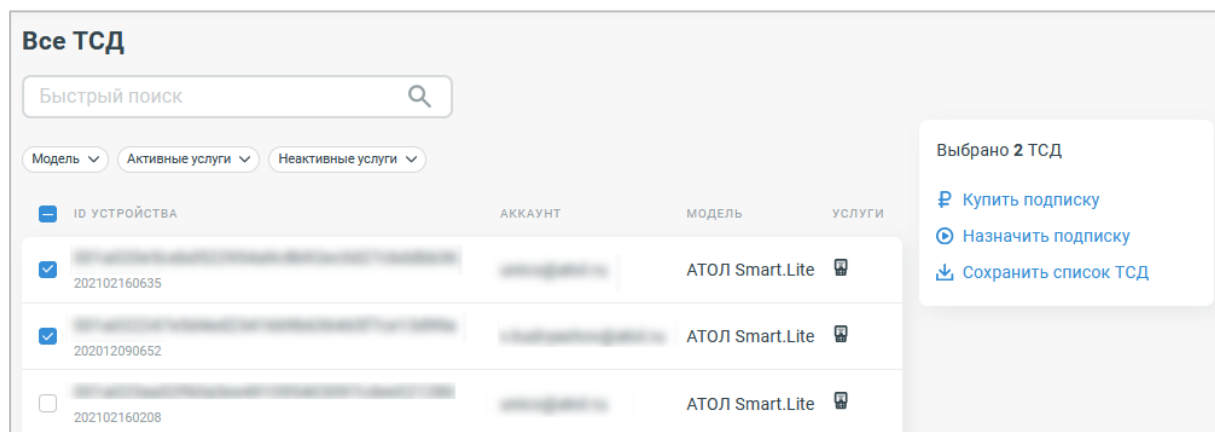 Все ТСД
Быстрый поиск
Модель
Активные услуги
Неактивные услуги
ID УСТРОЙСТВА АККАУНТ МОДЕЛЬ УСЛУГИ
АТОЛ Smart.Lite
202102160635
АТОЛ Smart.Lite
202012090652
АТОЛ Smart.Lite
202102160208
Выбрано 2 ТСД
Купить подписку
Назначить подписку
Сохранить список ТСД